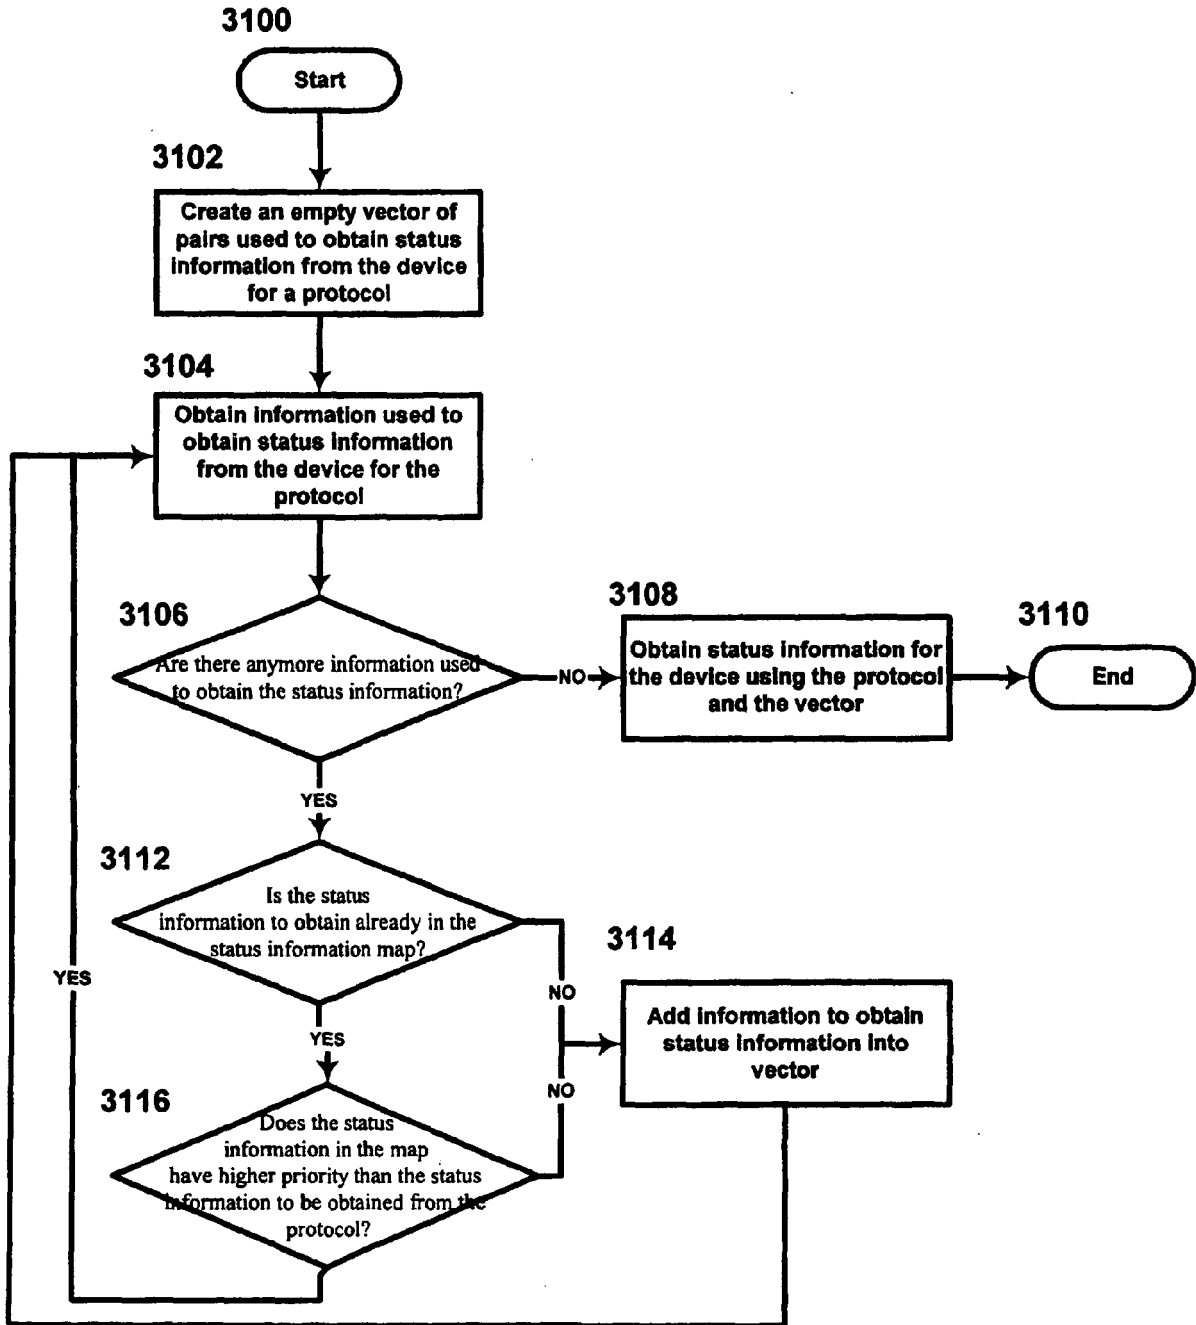 3100
Start
3102
Create an empty vector of
pairs used to obtain status
information from the device
for a protocol
3104
Obtain information used to
obtain status information
from the device for the
protocol
3106
Are there anymore information used
to obtain the status information?
NO
3108
Obtain status information for
the device using the protocol
and the vector
3110
End
YES
3112
Is the status
information to obtain already in the
status information map?
NO
3114
Add information to obtain
status information into
vector
YES
YES
NO
3116
Does the status
information in the map
have higher priority than the status
information to be obtained from the
protocol?